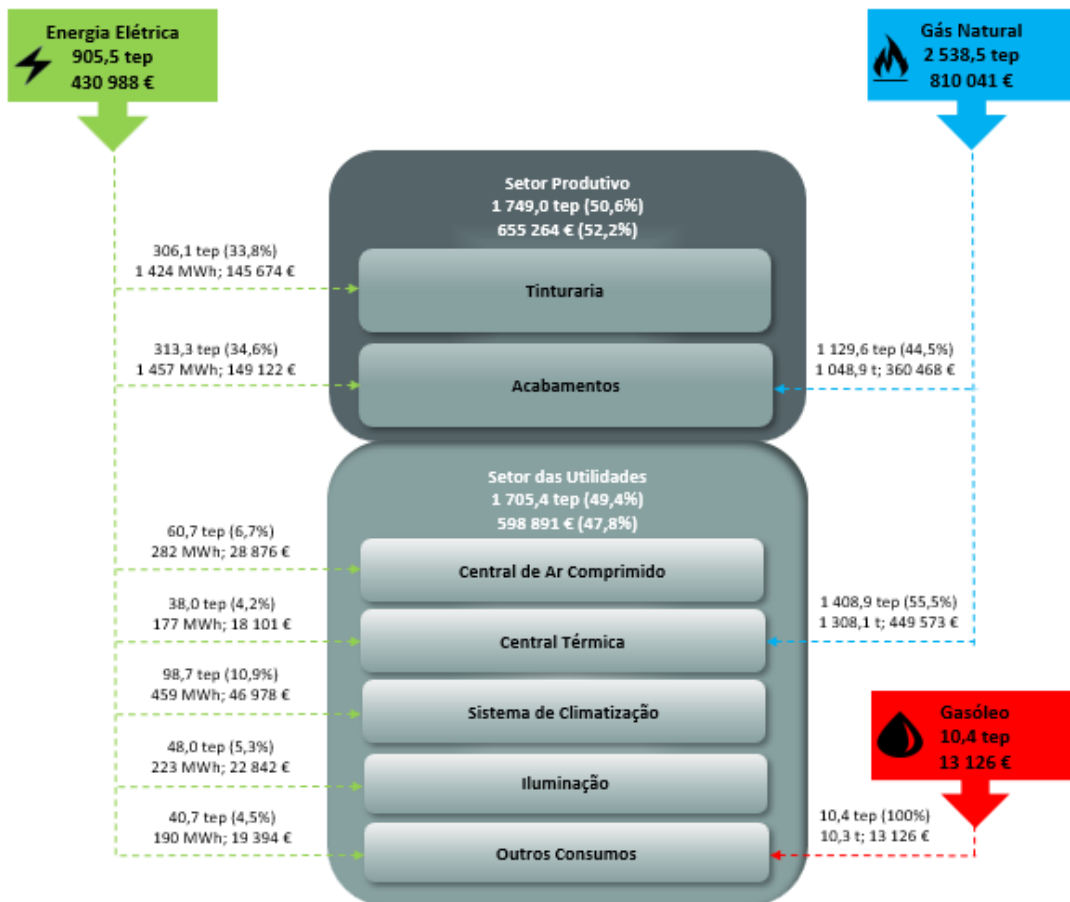 Energia Elétrica
905,5 tep
430 988 €
Gás Natural
2 538,5 tep
810 041 €
Setor Produtivo
1 749,0 tep (50,6%)
655 264 € (52,2%)
306,1 tep (33,8%)
1 424 MWh; 145 674 €
Tinturaria
313,3 tep (34,6%)
1 457 MWh; 149 122 €
Acabamentos
1 129,6 tep (44,5%)
1 048,9 t; 360 468 €
Setor das Utilidades
1 705,4 tep (49,4%)
598 891 € (47,8%)
60,7 tep (6,7%)
282 MWh; 28 876 €
Central de Ar Comprimido
38,0 tep (4,2%)
177 MWh; 18 101 €
Central Térmica
1 408,9 tep (55,5%)
1 308,1 t; 449 573 €
98,7 tep (10,9%)
459 MWh; 46 978 €
Sistema de Climatização
Gasóleo
10,4 tep
13 126 €
48,0 tep (5,3%)
223 MWh; 22 842 €
Iluminação
40,7 tep (4,5%)
190 MWh; 19 394 €
Outros Consumos
10,4 tep (100%)
10,3 t; 13 126 €